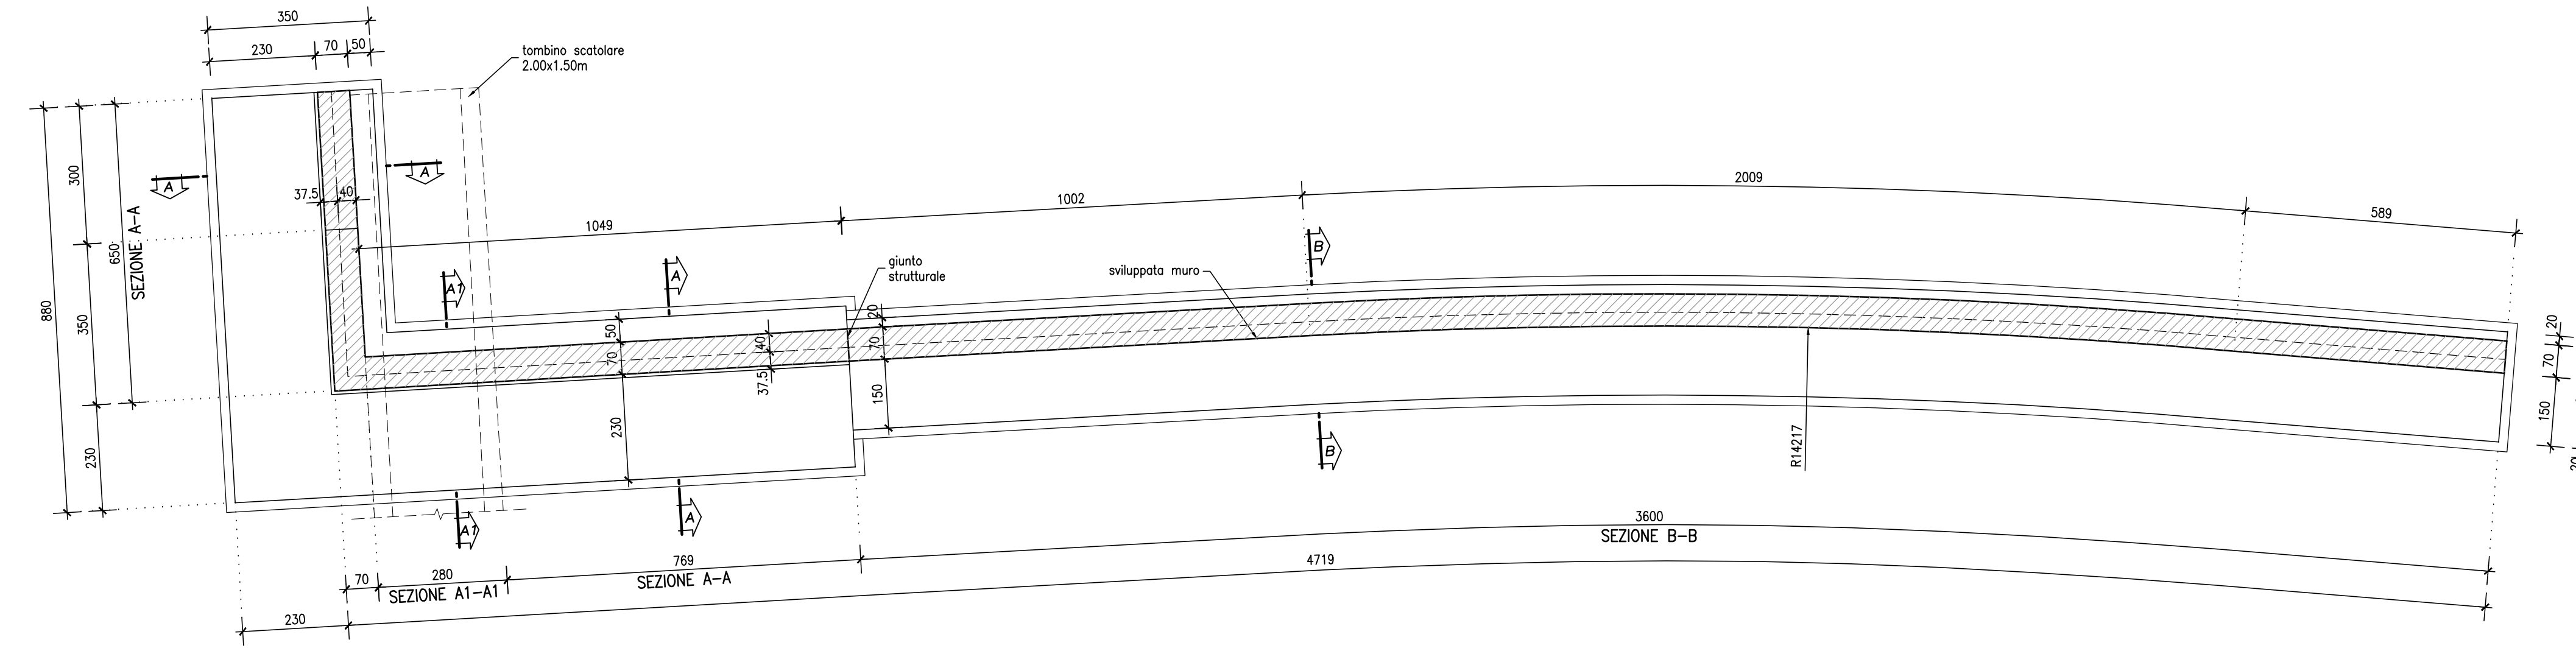 350
230
70
50
tombino scatolare
2.00x1.50m
300
650
SEZIONE A-A
880
350
230
A
A
37.5
40
1049
1002
2009
589
A1
A
B
giunto
strutturale
sviluppata muro
50
70
40
37.5
20
70
150
230
R14217
20
70
150
A1
A
B
3600
SEZIONE B-B
769
SEZIONE A-A
4719
70
280
SEZIONE A1-A1
230